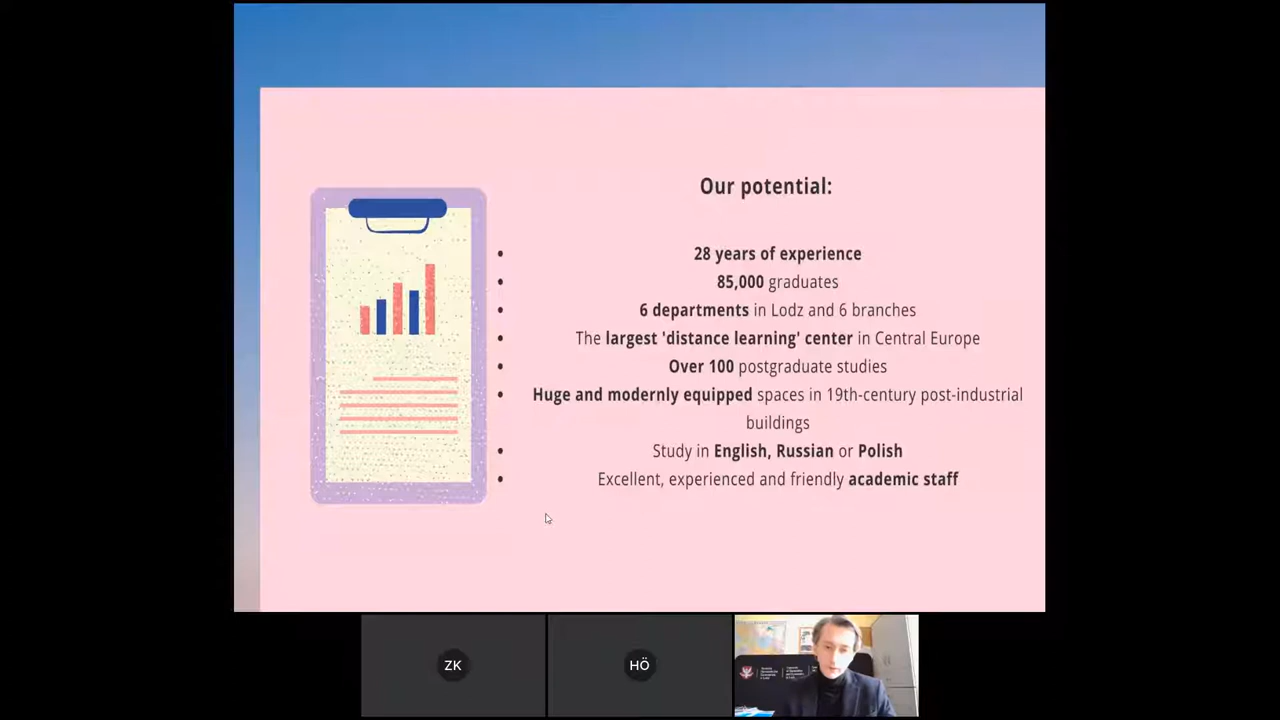 Our potential:
28 years of experience
85,000 graduates
6 departments in Lodz and 6 branches
The largest 'distance learning' center in Central Europe
Over 100 postgraduate studies
Huge and modernly equipped spaces in 19th-century post-industrial
buildings
Study in English, Russian or Polish
Excellent, experienced and friendly academic staff
ZK
HÖ